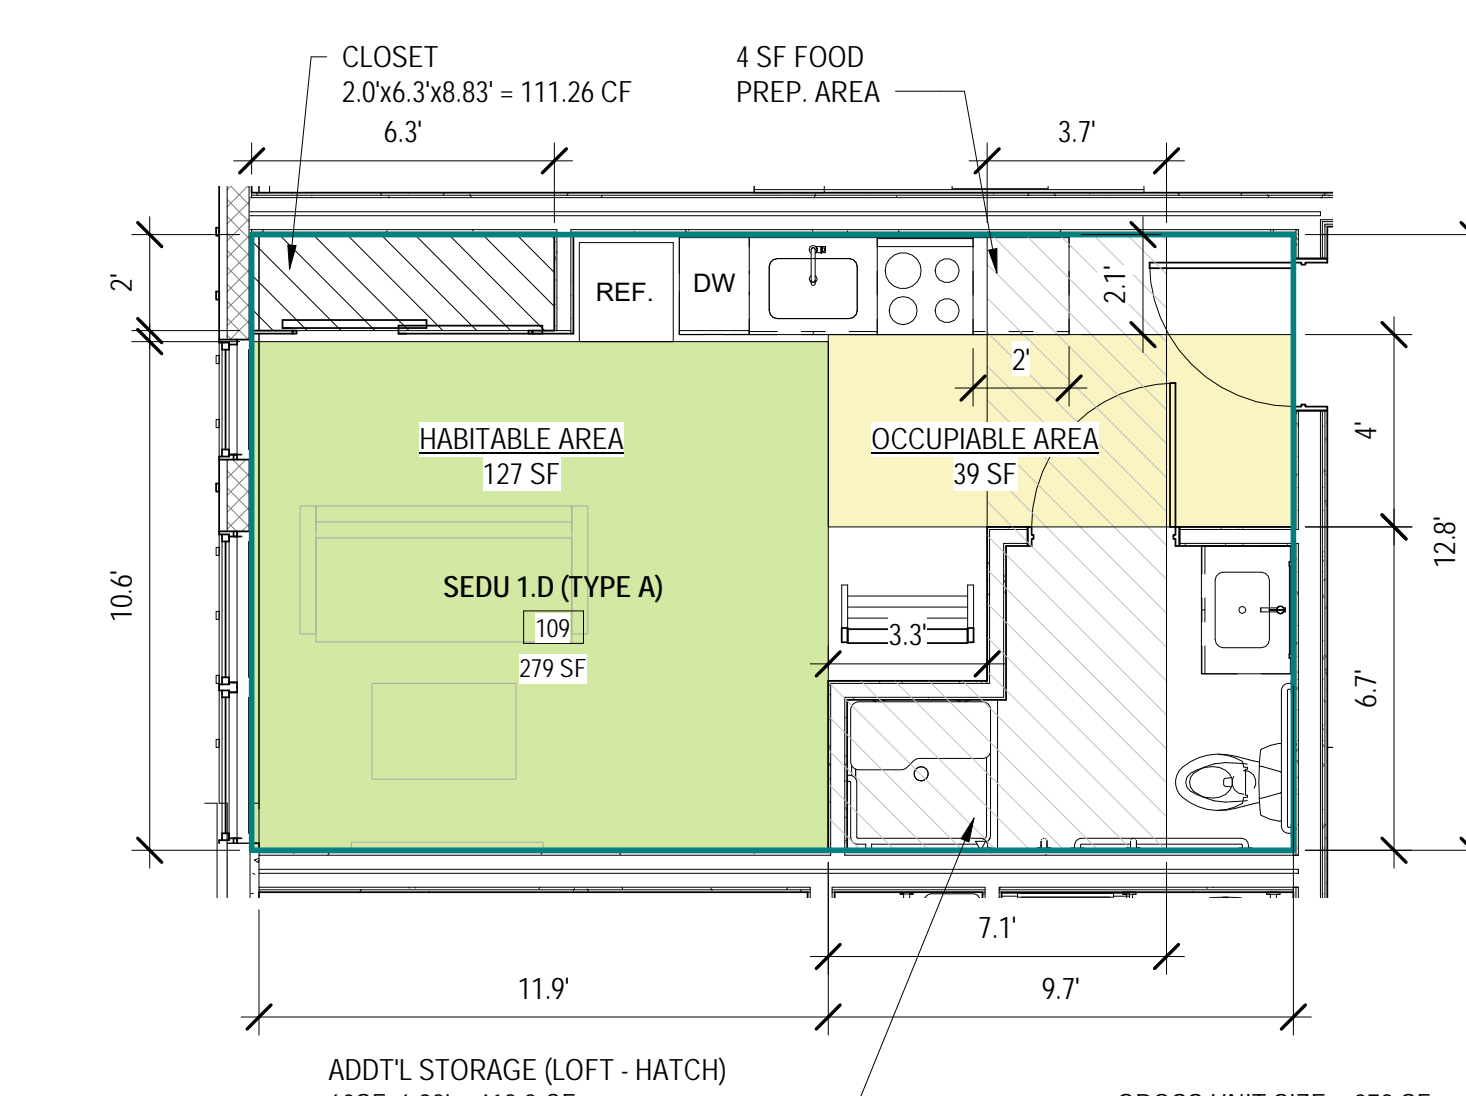 CLOSET
2.0'x6.3'x8.83' = 111.26 CF
4 SF FOOD
PREP. AREA
6.3'
3.7'
2'
REF.
DW
2.1'
2'
HABITABLE AREA
127 SF
OCCUPIABLE AREA
39 SF
4'
12.8'
10.6'
SEDU 1.D (TYPE A)
109
279 SF
3.3'
6.7'
7.1'
11.9'
9.7'
ADDT'L STORAGE (LOFT - HATCH)